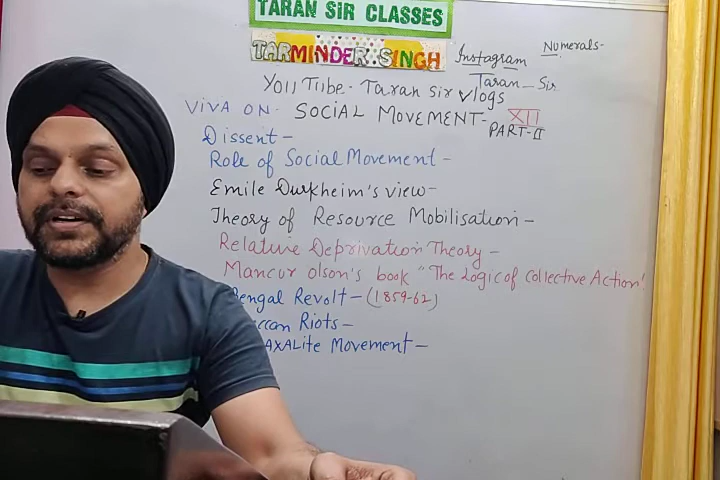 TARAN SIR CLASSES
TARMINDER SINGH
Instagram
Numerals-
Taran_Sir
YouTube- Taran Sir Vlogs
VIVA ON- SOCIAL MOVEMENT- XII
PART-II
Dissent-
Role of Social Movement-
Emile Durkheim's view-
Theory of Resource Mobilisation-
Relative Deprivation Theory-
Mancur Olson's book "The Logic of Collective Action!
Bengal Revolt-(1859-62)
ccan Riots-
AXALite Movement-